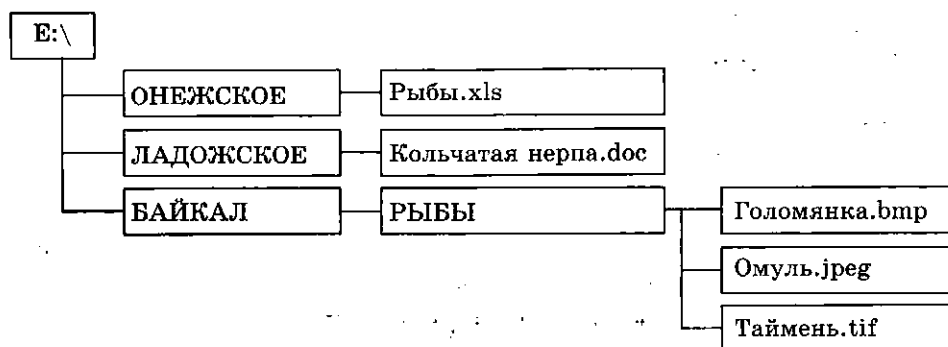 E:\
ОНЕЖСКОЕ Рыбы.xls
ЛАДОЖСКОЕ Кольчатая нерпа.doc
БАЙКАЛ РЫБЫ Голомянка.bmp
Омуль.jpeg
Таймень.tif